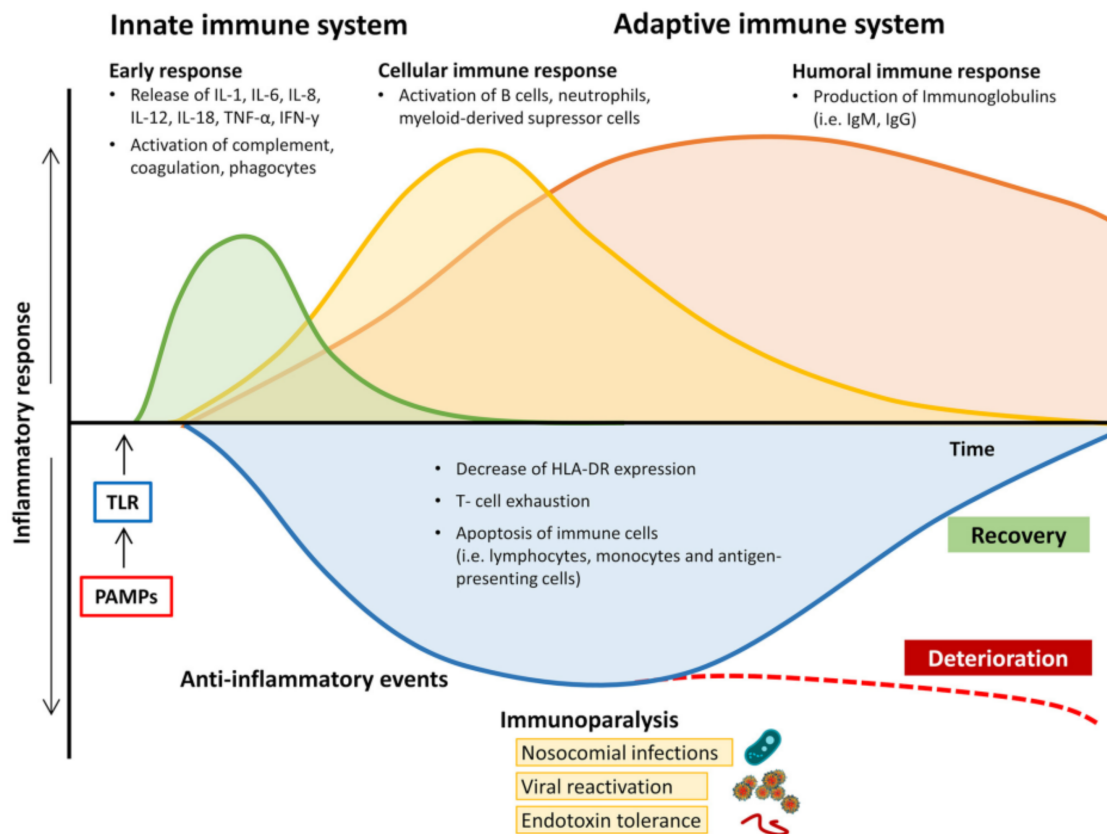 Innate immune system
Adaptive immune system
Early response
• Release of IL-1, IL-6, IL-8,
IL-12, IL-18, TNF-α, IFN-γ
• Activation of complement,
coagulation, phagocytes
Cellular immune response
• Activation of B cells, neutrophils,
myeloid-derived supressor cells
Humoral immune response
• Production of Immunoglobulins
(i.e. IgM, IgG)
Inflammatory response
Time
TLR
PAMPs
• Decrease of HLA-DR expression
• T- cell exhaustion
• Apoptosis of immune cells
(i.e. lymphocytes, monocytes and antigen-
presenting cells)
Recovery
Deterioration
Anti-inflammatory events
Immunoparalysis
Nosocomial infections
Viral reactivation
Endotoxin tolerance